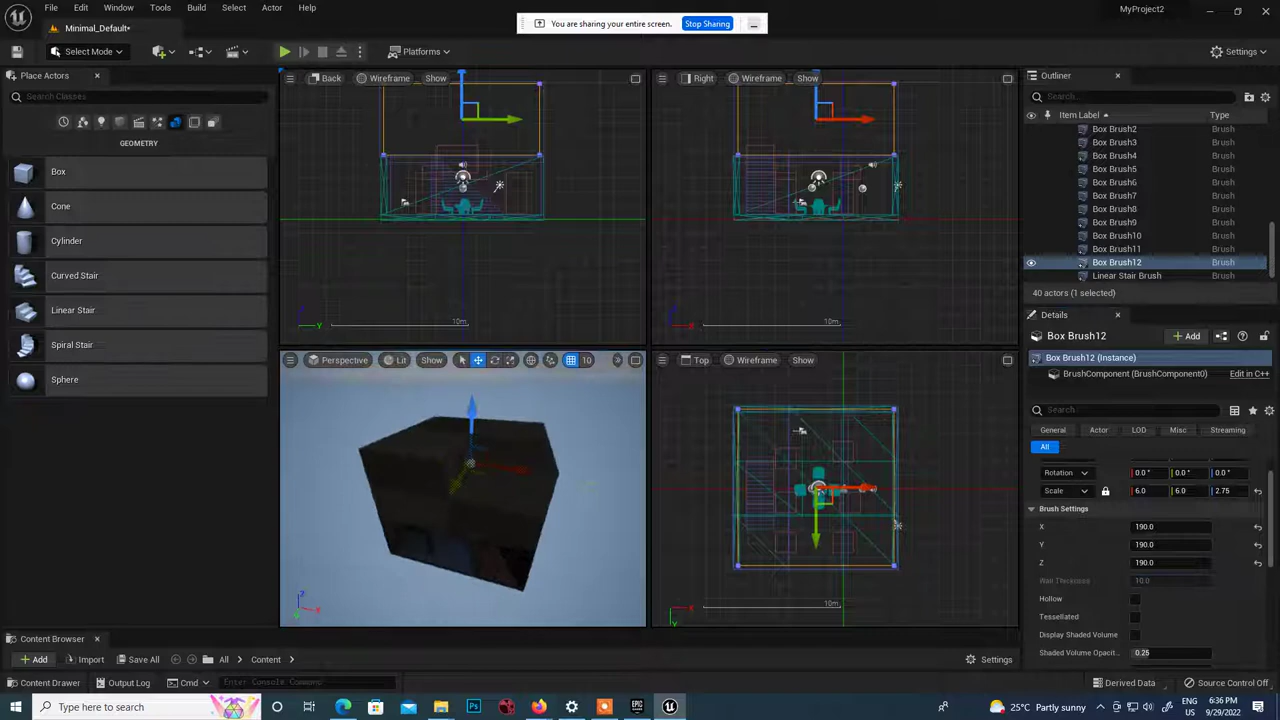 File Edit Window Tools Build Select Actor Help
You are sharing your entire screen. Stop Sharing
MyProject2
Minimal_Default
Select Mode
Platforms
Settings
Place Actors
Search Classes
GEOMETRY
Box
Cone
Cylinder
Curved Stair
Linear Stair
Spiral Stair
Sphere
Back Wireframe Show
10m
Y
Right Wireframe Show
10m
Perspective Lit Show 10
Z
X
Top Wireframe Show
10m
X
Y
Outliner
Search...
Item Label Type
Box Brush2 Brush
Box Brush3 Brush
Box Brush4 Brush
Box Brush5 Brush
Box Brush6 Brush
Box Brush7 Brush
Box Brush8 Brush
Box Brush9 Brush
Box Brush10 Brush
Box Brush11 Brush
Box Brush12 Brush
Linear Stair Brush Brush
40 actors (1 selected)
Details
Box Brush12 Add
Box Brush12 (Instance)
BrushComponent (BrushComponent0) Edit in C++
Search
General Actor LOD Misc Streaming
All
Rotation 0.0 ° 0.0 ° 0.0 °
Scale 6.0 6.0 2.75
Brush Settings
X 190.0
Y 190.0
Z 190.0
Wall Thickness 10.0
Hollow
Tessellated
Display Shaded Volume
Shaded Volume Opacit... 0.25
Content Browser
Add Import Save All All Content Settings
Content Drawer Output Log Cmd Enter Console Command Derived Data Source Control Off
Type here to search
25°C Partly sunny
6:36 PM
9/29/2022